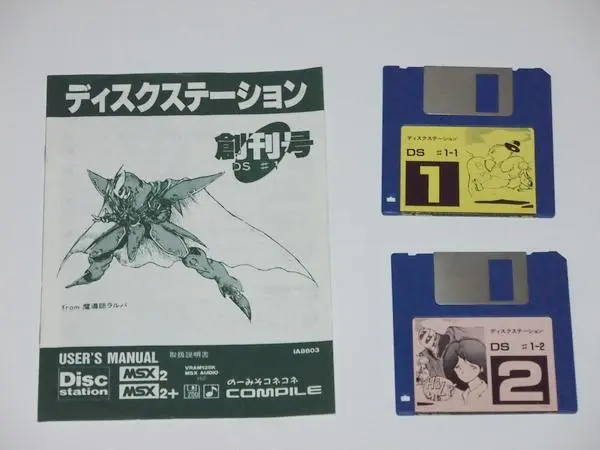 ディスクステーション
創刊号
DS ♯1
from 魔導師ラルバ
IA8803
USER'S MANUAL 取扱説明書
Disc
station
MSX2
MSX2+
VRAM128K
MSX AUDIO
のーみそコネコネ
COMPILE
ディスクステーション
DS ♯1-1
1
ディスクステーション
DS ♯1-2
2